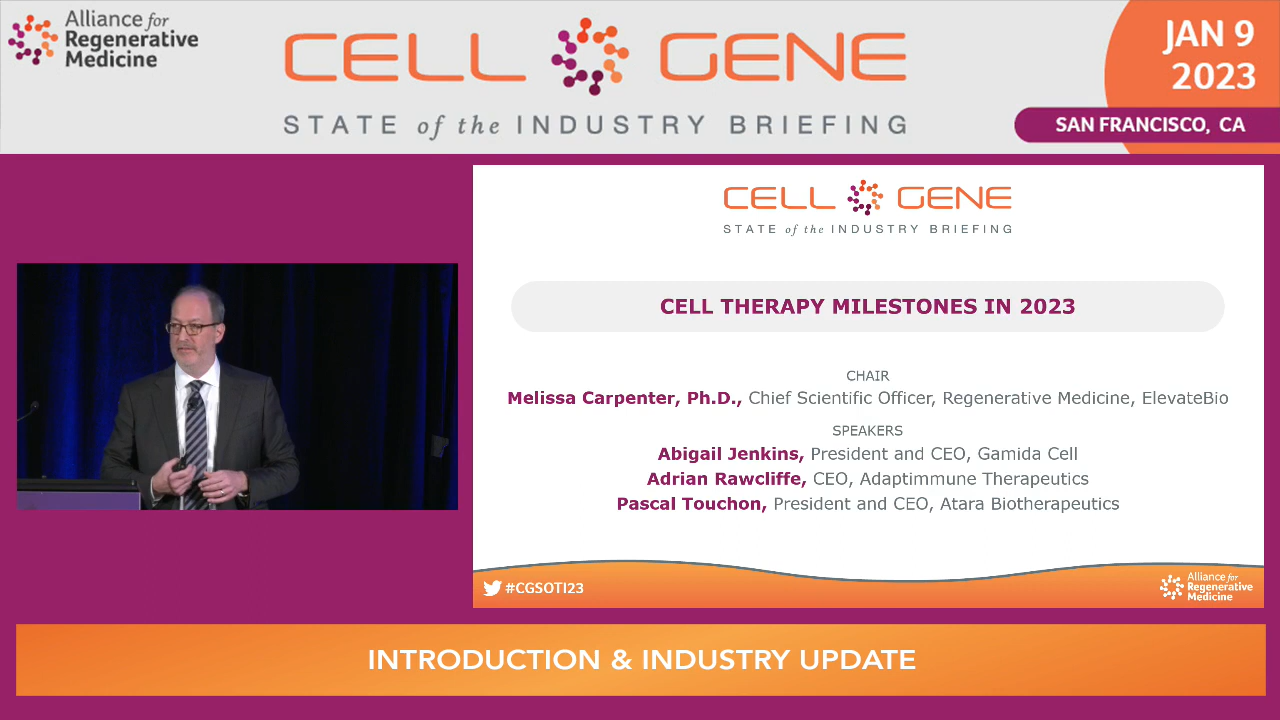 Alliance for
Regenerative
Medicine
CELL GENE
STATE of the INDUSTRY BRIEFING
JAN 9
2023
SAN FRANCISCO, CA
CELL GENE
STATE of the INDUSTRY BRIEFING
CELL THERAPY MILESTONES IN 2023
CHAIR
Melissa Carpenter, Ph.D., Chief Scientific Officer, Regenerative Medicine, ElevateBio
SPEAKERS
Abigail Jenkins, President and CEO, Gamida Cell
Adrian Rawcliffe, CEO, Adaptimmune Therapeutics
Pascal Touchon, President and CEO, Atara Biotherapeutics
#CGSOTI23
Alliance for
Regenerative
Medicine
INTRODUCTION & INDUSTRY UPDATE